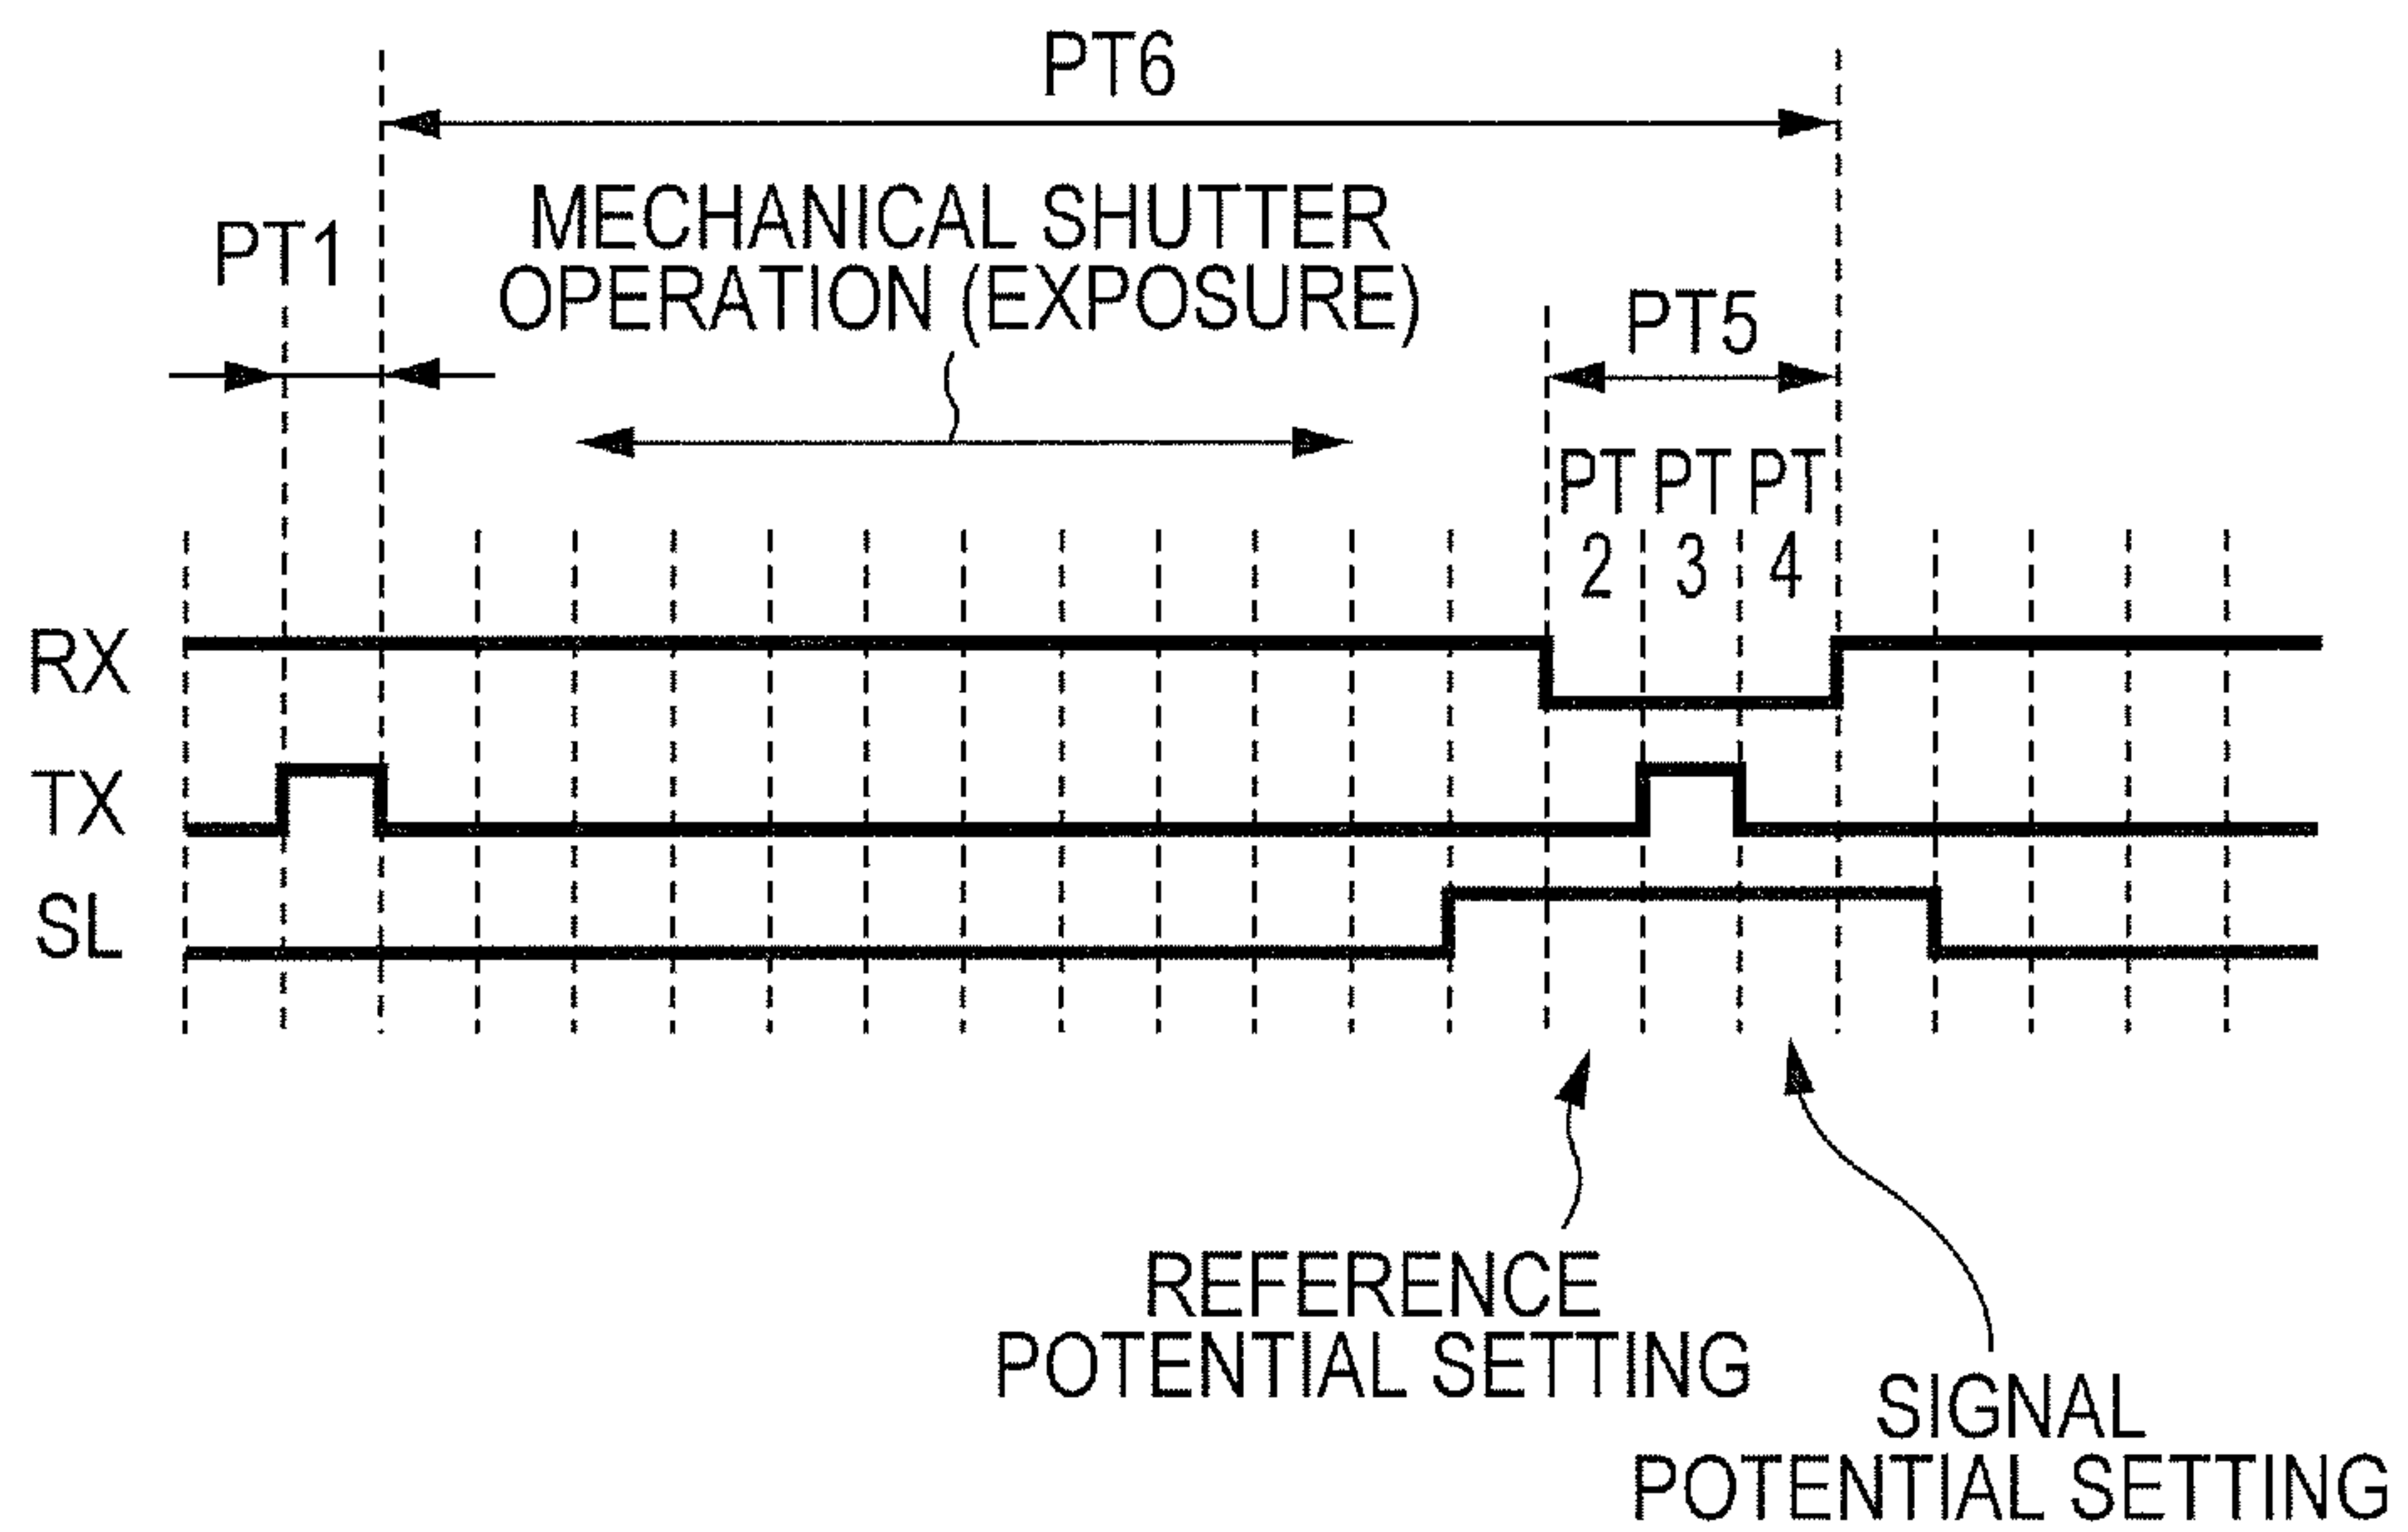 PT6
MECHANICAL SHUTTER
OPERATION (EXPOSURE)
PT1
PT5
PT PT PT
2 3 4
RX
TX
SL
REFERENCE
POTENTIAL SETTING
SIGNAL
POTENTIAL SETTING